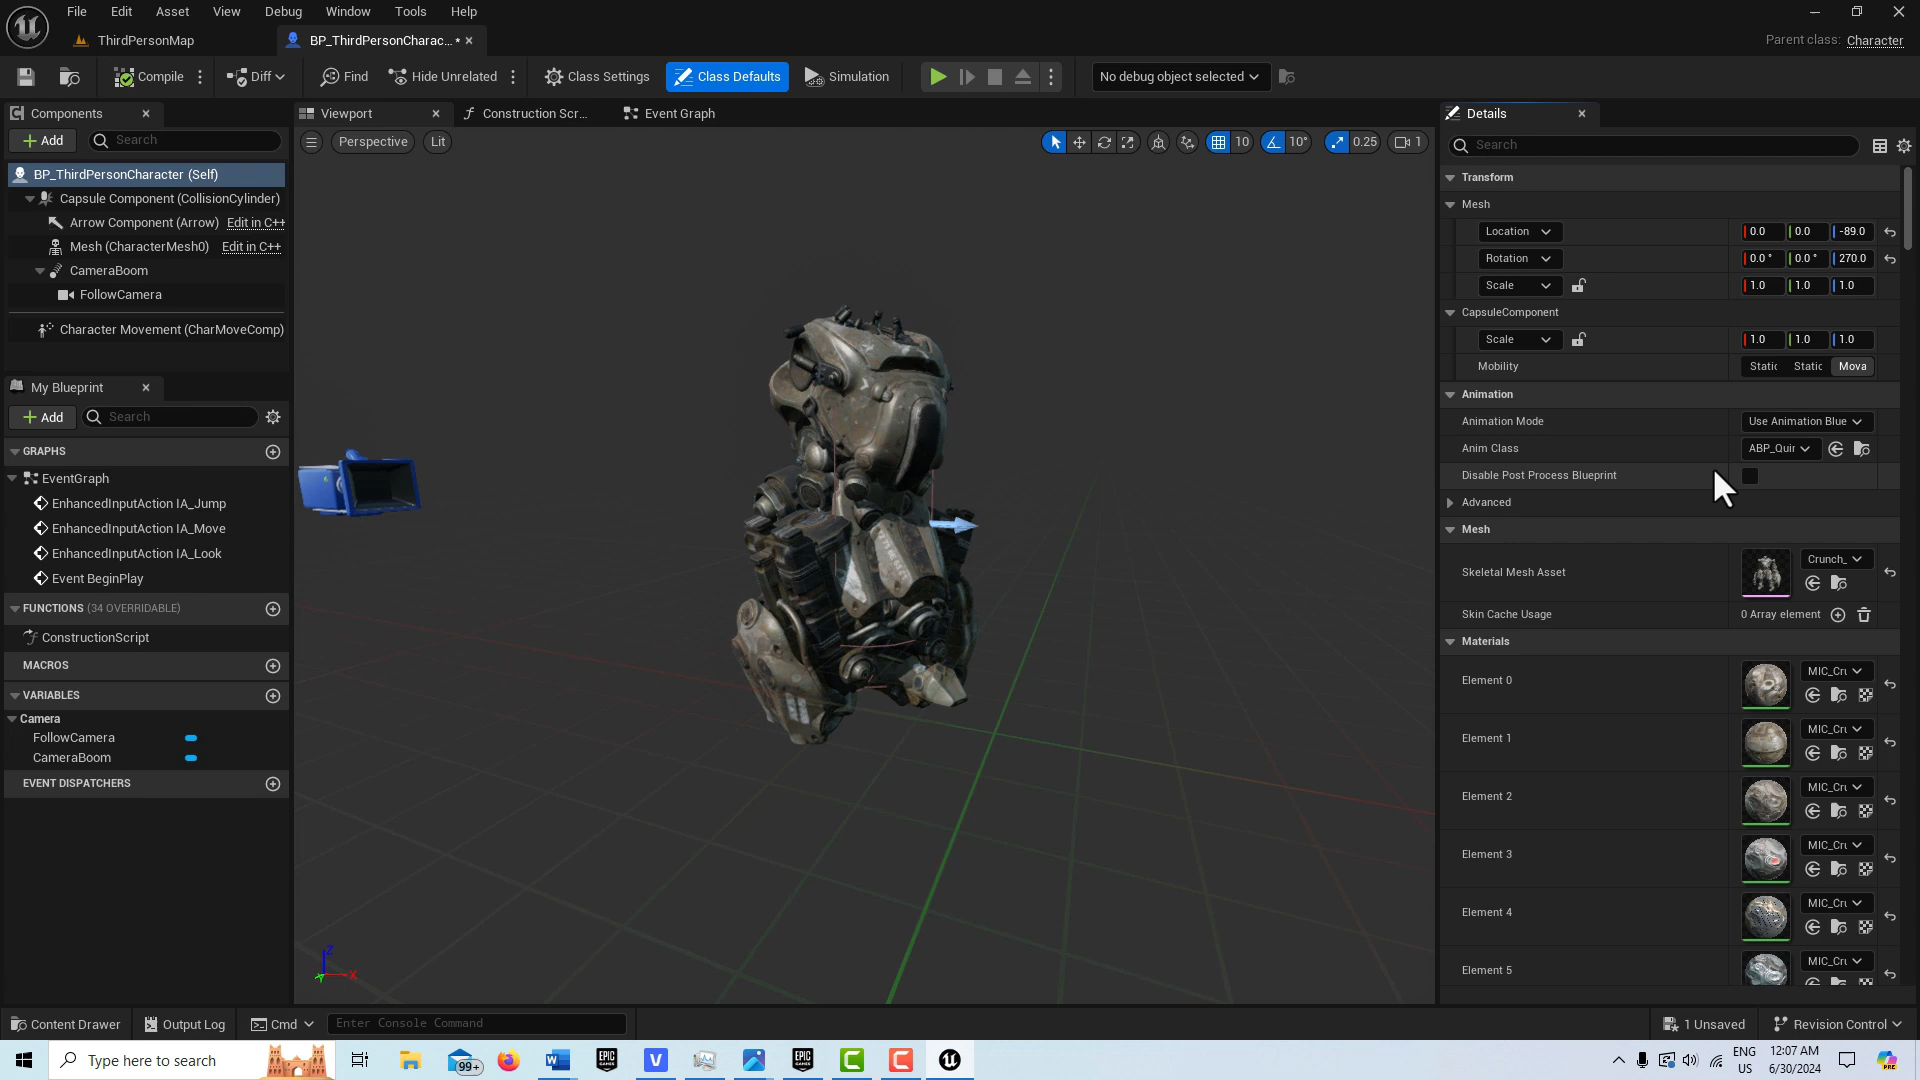 File Edit Asset View Debug Window Tools Help
ThirdPersonMap
BP_ThirdPersonCharac... •
Parent class: Character
Compile Diff Find Hide Unrelated Class Settings Class Defaults Simulation No debug object selected
Components
Add Search
BP_ThirdPersonCharacter (Self)
Capsule Component (CollisionCylinder)
Arrow Component (Arrow) Edit in C++
Mesh (CharacterMesh0) Edit in C++
CameraBoom
FollowCamera
Character Movement (CharMoveComp)
My Blueprint
Add Search
GRAPHS
EventGraph
EnhancedInputAction IA_Jump
EnhancedInputAction IA_Move
EnhancedInputAction IA_Look
Event BeginPlay
FUNCTIONS (34 OVERRIDABLE)
ConstructionScript
MACROS
VARIABLES
Camera
FollowCamera
CameraBoom
EVENT DISPATCHERS
Viewport Construction Scr... Event Graph
Perspective Lit 10 10° 0.25 1
Z
X
Y
Details
Search
Transform
Mesh
Location 0.0 0.0 -89.0
Rotation 0.0 ° 0.0 ° 270.0
Scale 1.0 1.0 1.0
CapsuleComponent
Scale 1.0 1.0 1.0
Mobility Static Static Mova
Animation
Animation Mode Use Animation Blue
Anim Class ABP_Quin
Disable Post Process Blueprint
Advanced
Mesh
Skeletal Mesh Asset Crunch_
Skin Cache Usage 0 Array element
Materials
Element 0 MIC_Cru
Element 1 MIC_Cru
Element 2 MIC_Cru
Element 3 MIC_Cru
Element 4 MIC_Cru
Element 5 MIC_Cru
Content Drawer Output Log Cmd Enter Console Command 1 Unsaved Revision Control
Type here to search 99+
ENG
US
12:07 AM
6/30/2024